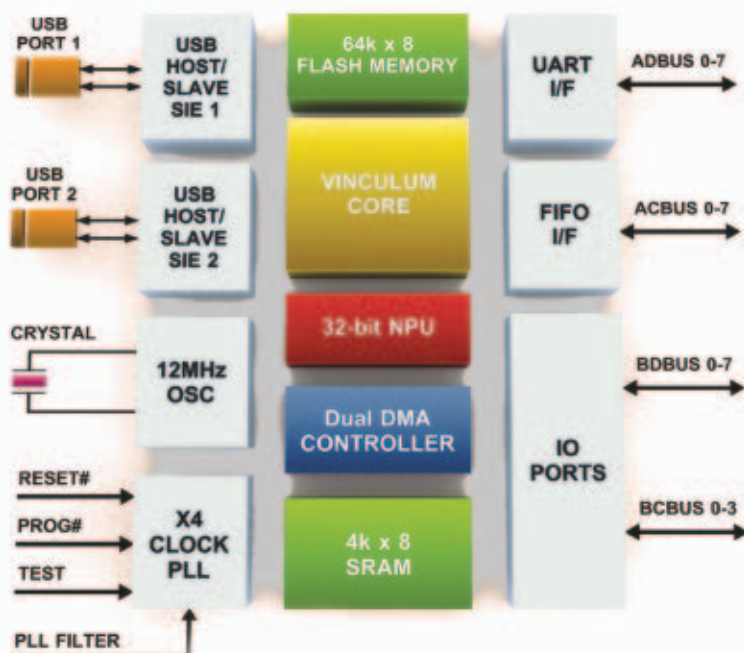 USB
PORT 1
USB
HOST/
SLAVE
SIE 1
64k x 8
FLASH MEMORY
UART
I/F
ADBUS 0-7
USB
PORT 2
USB
HOST/
SLAVE
SIE 2
VINCULUM
CORE
FIFO
I/F
ACBUS 0-7
CRYSTAL
12MHz
OSC
32-bit NPU
Dual DMA
CONTROLLER
IO
PORTS
BDBUS 0-7
BCBUS 0-3
RESET#
PROG#
TEST
X4
CLOCK
PLL
4k x 8
SRAM
PLL FILTER